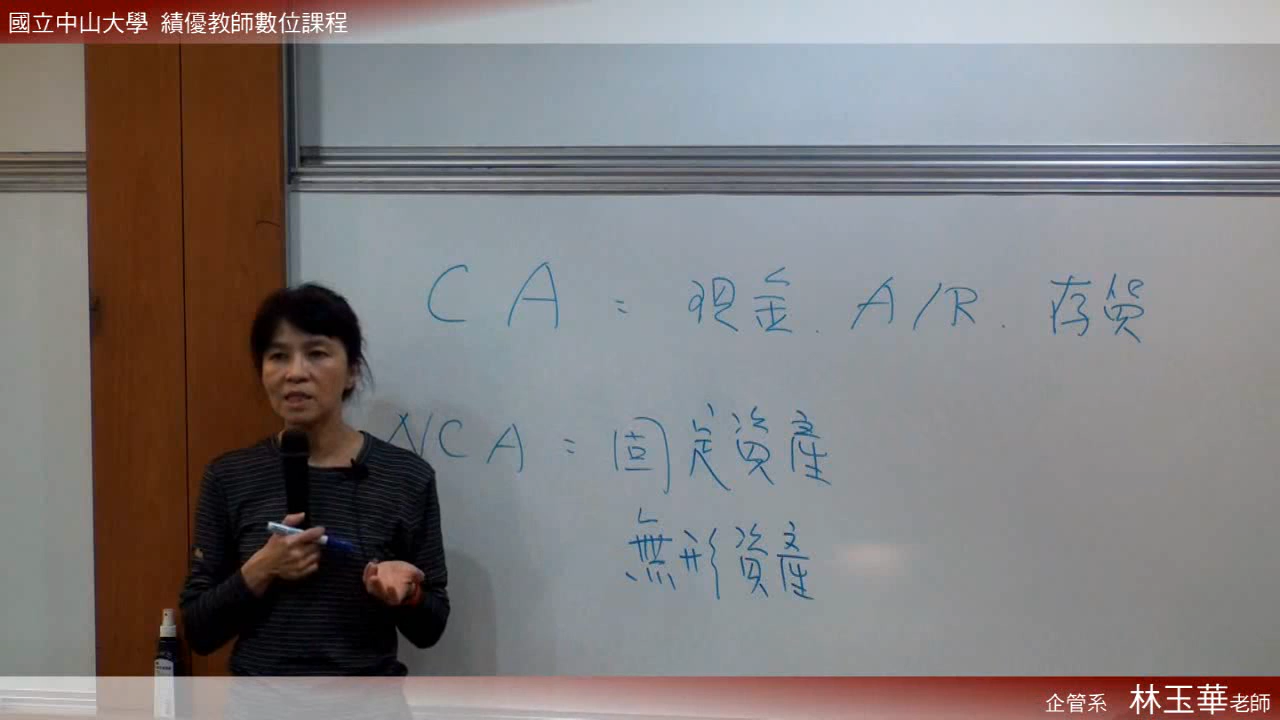 國立中山大學 績優教師數位課程
CA = 現金. A/R. 存貨
NCA = 固定資產
無形資產
企管系 林玉華老師